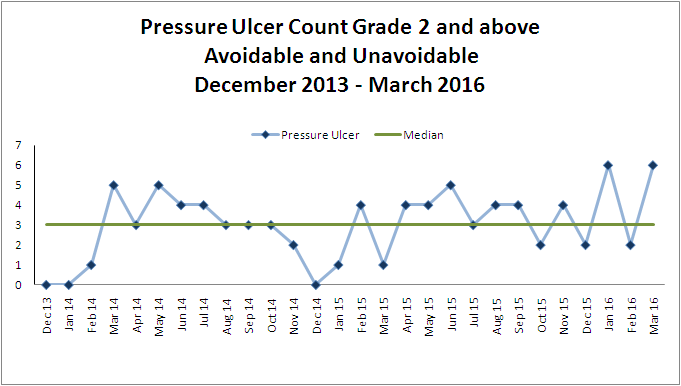 Pressure Ulcer Count Grade 2 and above
Avoidable and Unavoidable
December 2013 - March 2016
Pressure Ulcer
Median
7
6
5
4
3
2
1
0
Dec 13
Jan 14
Feb 14
Mar 14
Apr 14
May 14
Jun 14
Jul 14
Aug 14
Sep 14
Oct 14
Nov 14
Dec 14
Jan 15
Feb 15
Mar 15
Apr 15
May 15
Jun 15
Jul 15
Aug 15
Sep 15
Oct 15
Nov 15
Dec 15
Jan 16
Feb 16
Mar 16